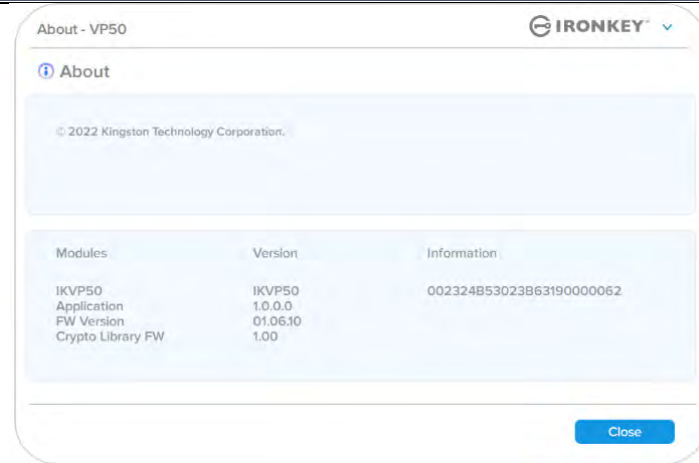 About - VP50
IRONKEY™
About
© 2022 Kingston Technology Corporation.
Modules Version Information
IKVP50 IKVP50 002324B53023B63190000062
Application 1.0.0.0
FW Version 01.06.10
Crypto Library FW 1.00
Close